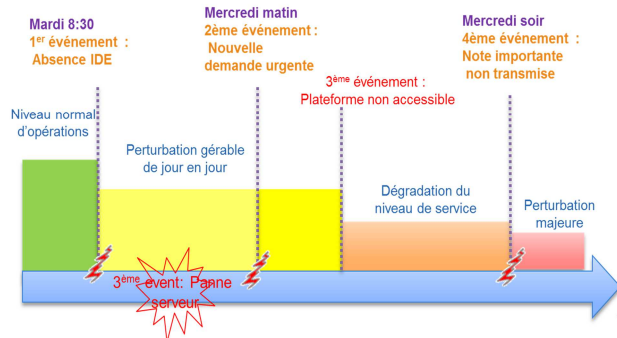 Mardi 8:30
1er événement :
Absence IDE
Mercredi matin
2ème événement :
Nouvelle
demande urgente
Mercredi soir
4ème événement :
Note importante
non transmise
3ème événement :
Plateforme non accessible
Niveau normal
d'opérations
Perturbation gérable
de jour en jour
Dégradation du
niveau de service
Perturbation
majeure
3ème event: Panne
serveur